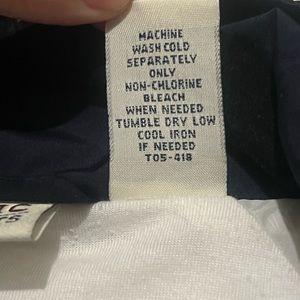 MACHINE
WASH COLD
SEPARATELY
ONLY
NON-CHLORINE
BLEACH
WHEN NEEDED
TUMBLE DRY LOW
COOL IRON
IF NEEDED
T05-418